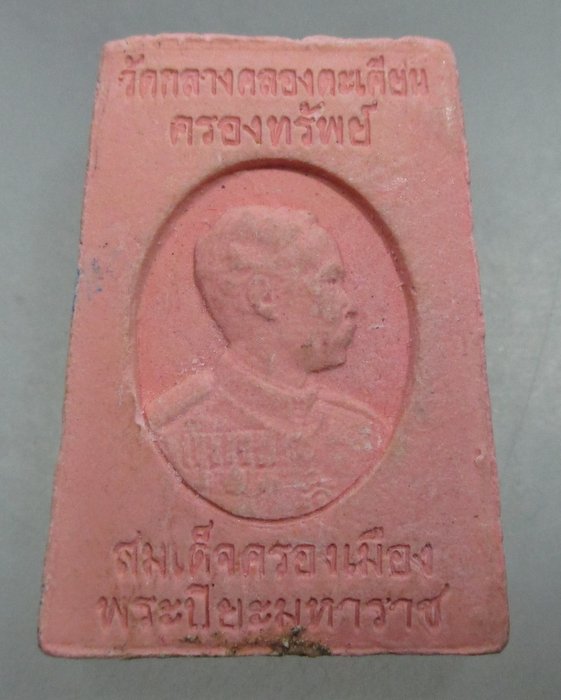 วัดกลางคลองตะเคียน
ครองทรัพย์
สมเด็จครองเมือง
พระปิยะมหาราช